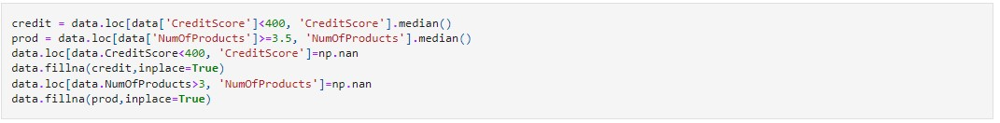 credit = data.loc[data['CreditScore']<400, 'CreditScore'].median()
prod = data.loc[data['NumOfProducts']>=3.5, 'NumOfProducts'].median()
data.loc[data.CreditScore<400, 'CreditScore']=np.nan
data.fillna(credit,inplace=True)
data.loc[data.NumOfProducts>3, 'NumOfProducts']=np.nan
data.fillna(prod,inplace=True)